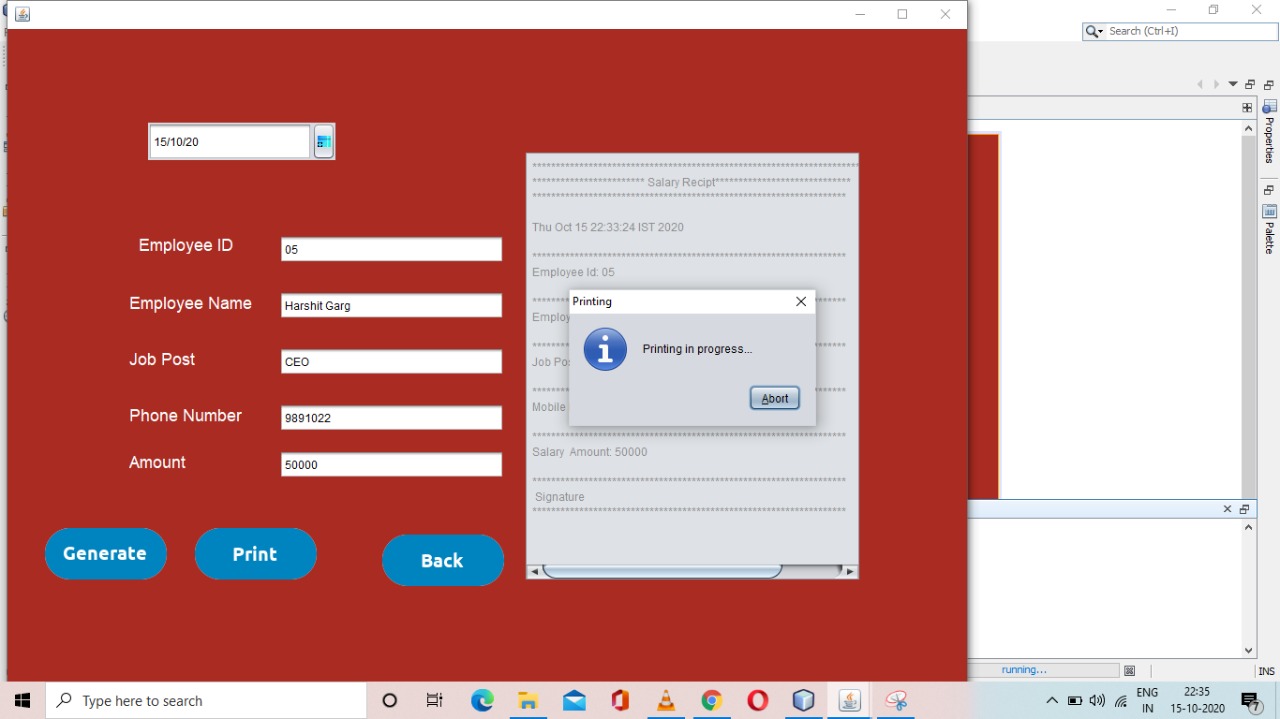 Search (Ctrl+I)
15/10/20
Properties
Palette
**********************************************************************
************************ Salary Recipt*****************************
*******************************************************************
Thu Oct 15 22:33:24 IST 2020
*******************************************************************
Employee ID
05
Employee Id: 05
Employee Name
Harshit Garg
Printing
Printing in progress...
Abort
Job Post
CEO
Phone Number
9891022
Mobile
*******************************************************************
Amount
50000
Salary Amount: 50000
*******************************************************************
Signature
*******************************************************************
Generate
Print
Back
running...
INS
Type here to search
ENG
IN
22:35
15-10-2020
7